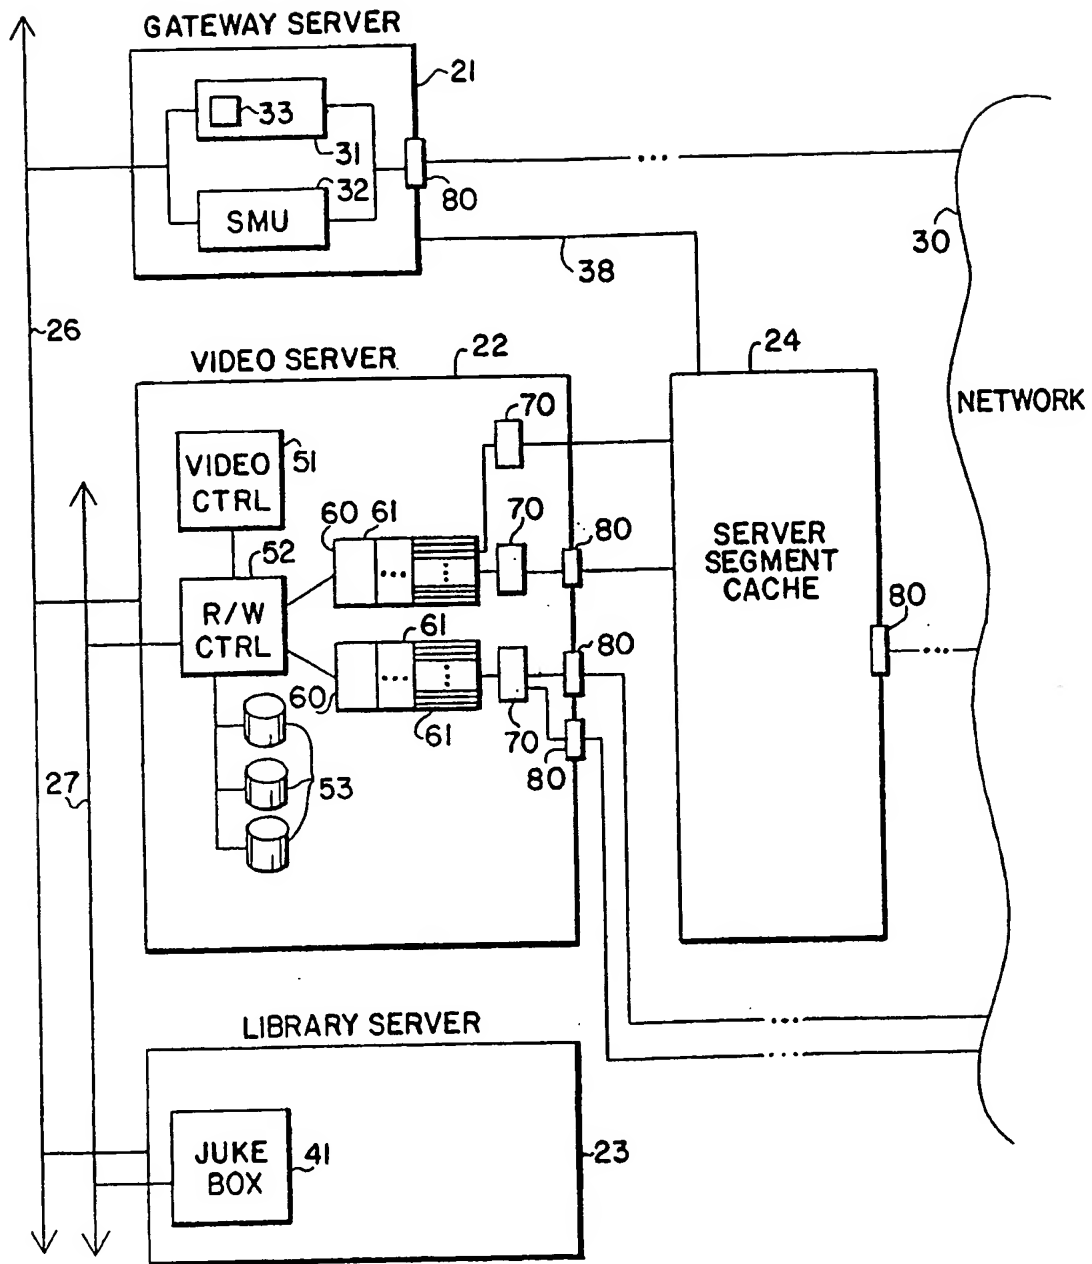 GATEWAY SERVER
21
33
31
32
SMU
80
38
30
26
VIDEO SERVER
22
24
NETWORK
70
VIDEO
CTRL
51
52
60
61
70
80
SERVER
SEGMENT
CACHE
R/W
CTRL
61
80
80
...
60
61
70
80
53
27
LIBRARY SERVER
JUKE
BOX
41
23